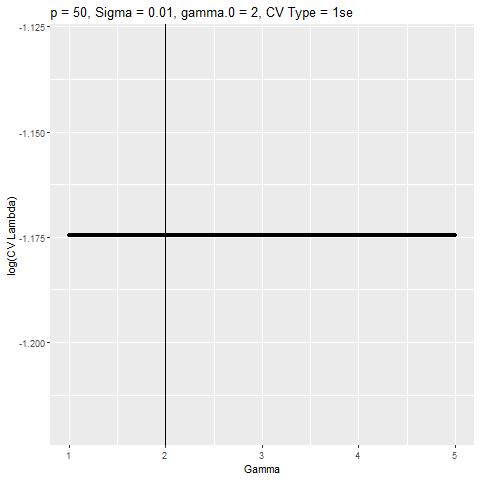 p = 50, Sigma = 0.01, gamma.0 = 2, CV Type = 1se
-1.125
-1.150
-1.175
-1.200
log(CV Lambda)
1 2 3 4 5
Gamma